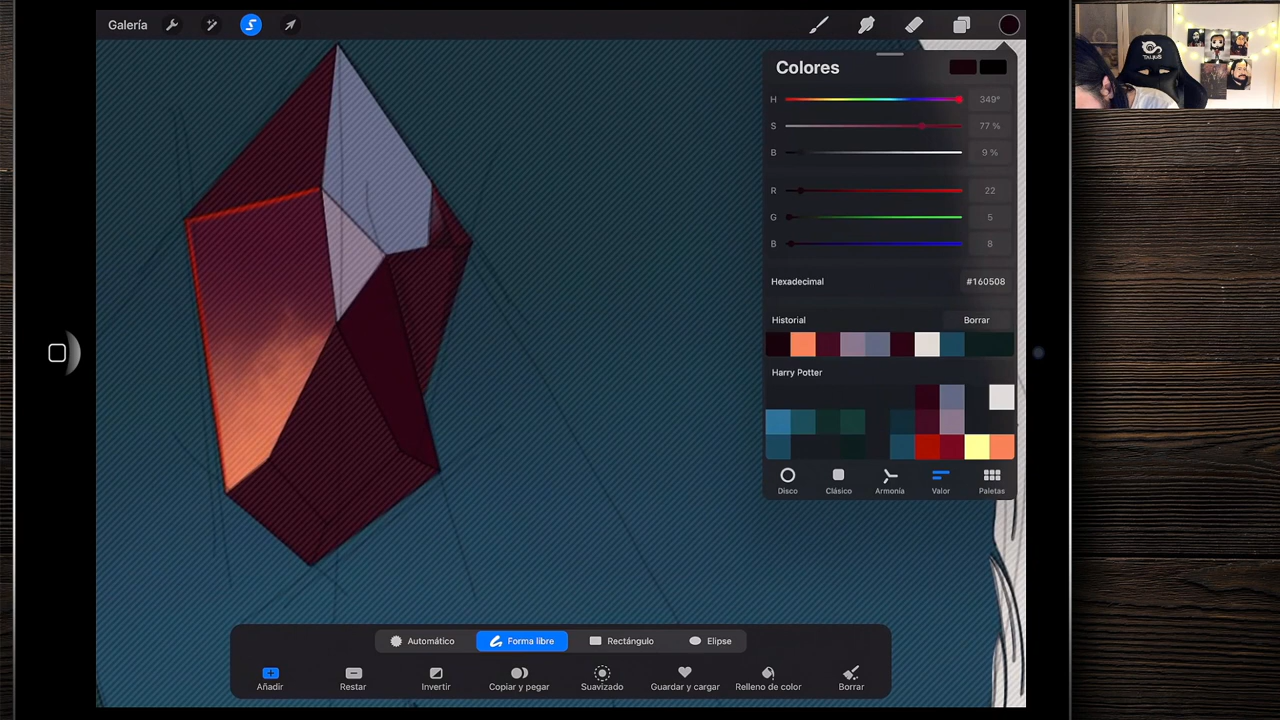 Galería
Colores
H 349°
S 77 %
B 9 %
R 22
G 5
B 8
Hexadecimal #160508
Historial Borrar
Harry Potter
Disco Clásico Armonía Valor Paletas
Automático Forma libre Rectángulo Elipse
Añadir Restar Invertir Copiar y pegar Suavizado Guardar y cargar Relleno de color Borrar
TALIUS